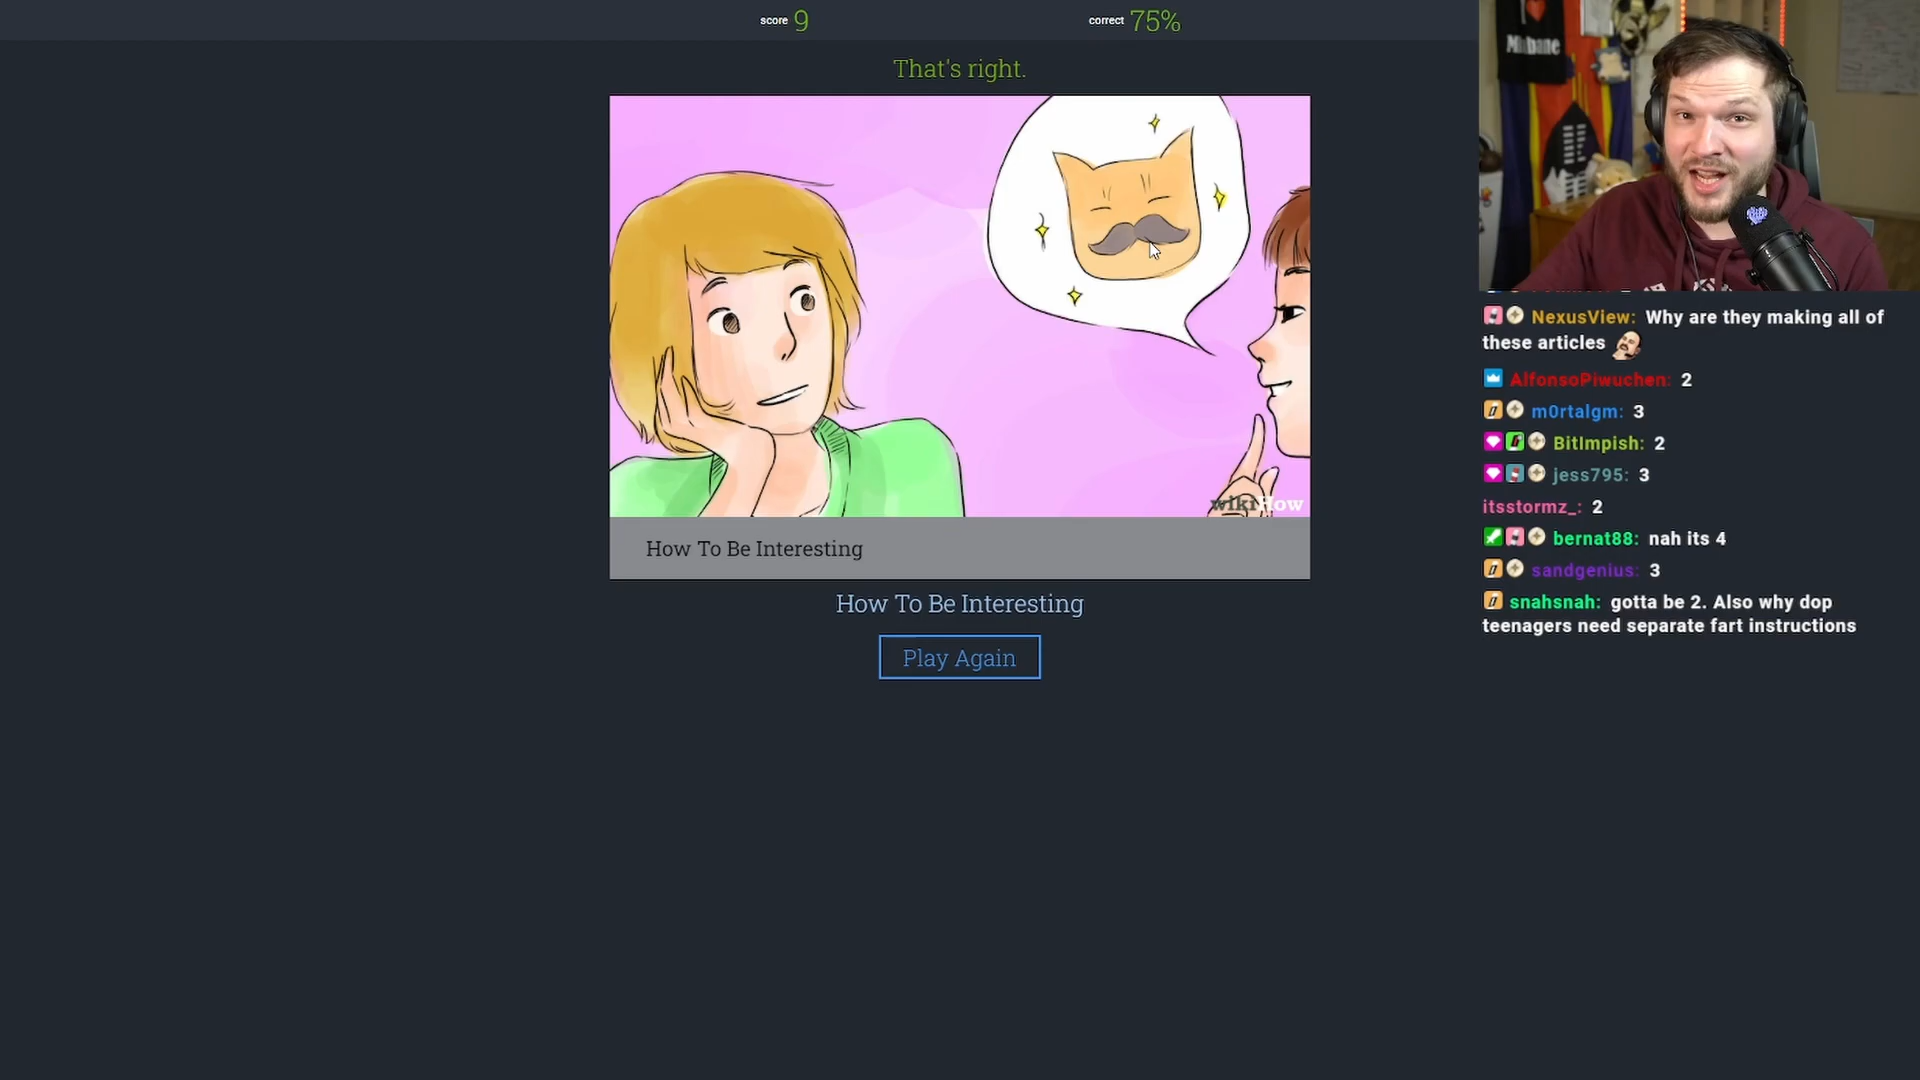 score 9
correct 75%
That's right.
wikiHow
How To Be Interesting
How To Be Interesting
Play Again
NexusView: Why are they making all of
these articles
AlfonsoPiwuchen: 2
m0rtalgm: 3
BitImpish: 2
jess795: 3
itsstormz_: 2
bernat88: nah its 4
sandgenius: 3
snahsnah: gotta be 2. Also why dop
teenagers need separate fart instructions